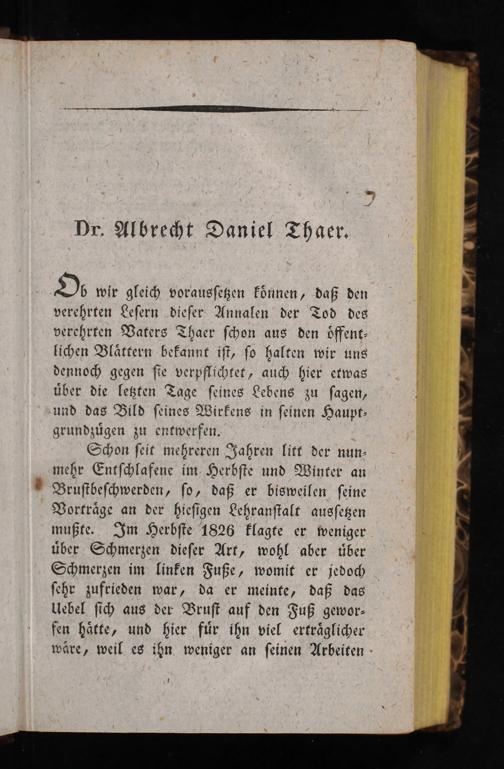 Dr. Albrecht Daniel Thaer.
Ob wir gleich voraussetzen können, daß den
verehrten Lesern dieser Annalen der Tod des
verehrten Vaters Thaer schon aus den öffent-
lichen Blättern bekannt ist, so halten wir uns
dennoch gegen sie verpflichtet, auch hier etwas
über die letzten Tage seines Lebens zu sagen,
und das Bild seines Wirkens in seinen Haupt-
grundzügen zu entwerfen.
Schon seit mehreren Jahren litt der nun-
mehr Entschlafene im Herbste und Winter an
Brustbeschwerden, so, daß er bisweilen seine
Vorträge an der hiesigen Lehranstalt aussetzen
mußte. Im Herbste 1826 klagte er weniger
über Schmerzen dieser Art, wohl aber über
Schmerzen im linken Fuße, womit er jedoch
sehr zufrieden war, da er meinte, daß das
Uebel sich aus der Brust auf den Fuß gewor-
fen hätte, und hier für ihn viel erträglicher
wäre, weil es ihn weniger an seinen Arbeiten